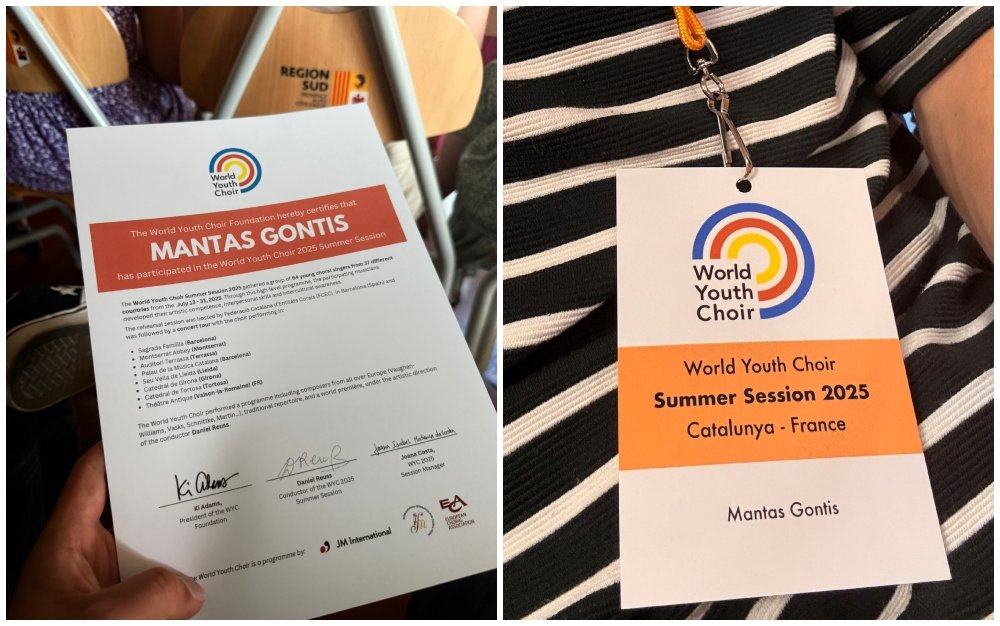 REGION
SUD
World
Youth
Choir
The World Youth Choir Foundation hereby certifies that
MANTAS GONTIS
has participated in the World Youth Choir 2025 Summer Session
The World Youth Choir Summer Session 2025 gathered a group of 64 young choral singers from 37 different
countries from the July 13 - 31, 2025. Through this high level programme, the participating musicians
developed their artistic competence, interpersonal skills and intercultural awareness.
The rehearsal session was hosted by Federació Catalana d'Entitats Corals (FCEC) in Barcelona (Spain) and
was followed by a concert tour with the choir performing in:
• Sagrada Família (Barcelona)
• Montserrat Abbey (Montserrat)
• Auditori Terrassa (Terrassa)
• Palau de la Música Catalana (Barcelona)
• Seu Vella de Lleida (Lleida)
• Catedral de Girona (Girona)
• Catedral de Tortosa (Tortosa)
• Théâtre Antique (Vaison-la-Romaine) (FR)
The World Youth Choir performed a programme including composers from all over Europe (Vaughan-
Williams, Vasks, Schnittke, Martin...), traditional repertoire, and a world première, under the artistic direction
of the conductor Daniel Reuss.
Ki Adams
Ki Adams,
President of the WYC
Foundation
DReuß
Daniel Reuss
Conductor of the WYC 2025
Summer Session
Joana Costa,
WYC 2025
Session Manager
The World Youth Choir is a programme by:
JM International
ECA
EUROPEAN
CHORAL
ASSOCIATION
World
Youth
Choir
World Youth Choir
Summer Session 2025
Catalunya - France
Mantas Gontis